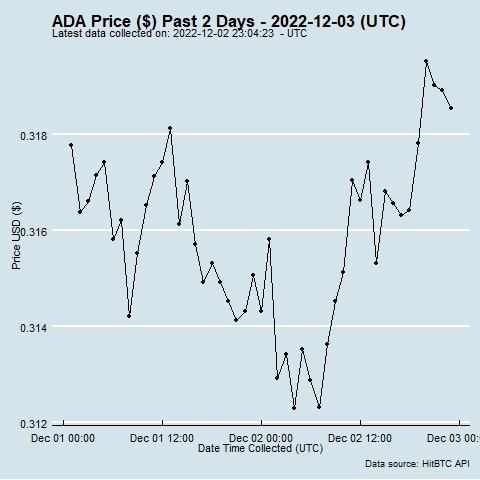 ADA Price ($) Past 2 Days - 2022-12-03 (UTC)
Latest data collected on: 2022-12-02 23:04:23 - UTC
Price USD ($)
0.318
0.316
0.314
0.312
Dec 01 00:00
Dec 01 12:00
Dec 02 00:00
Dec 02 12:00
Dec 03 00:
Date Time Collected (UTC)
Data source: HitBTC API